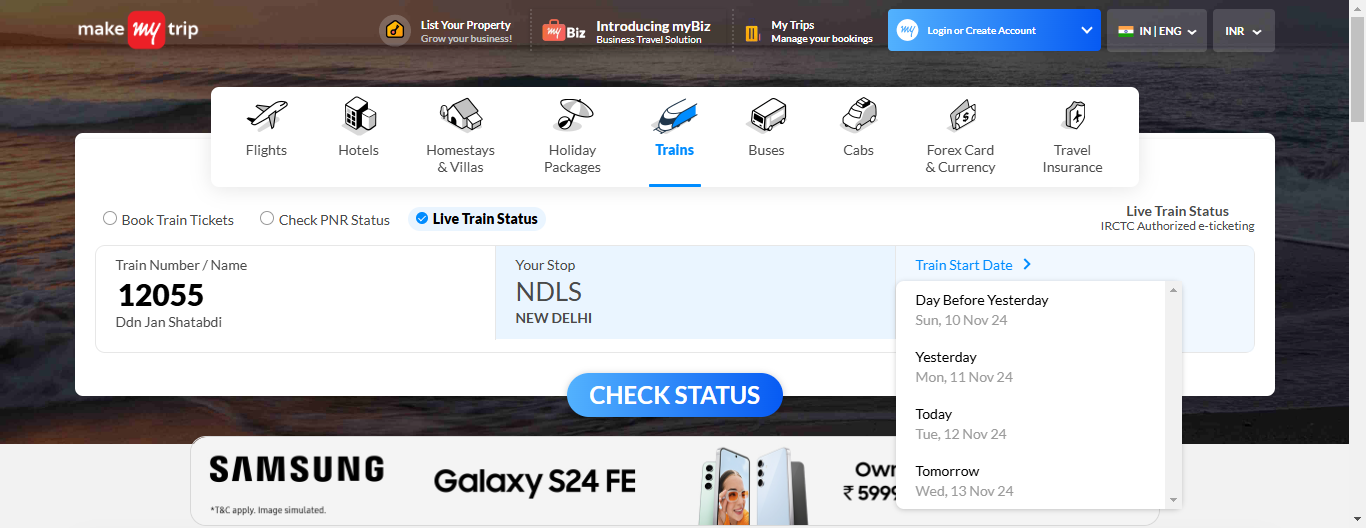 make my trip
List Your Property
Grow your business!
my Biz
Introducing myBiz
Business Travel Solution
My Trips
Manage your bookings
my
Login or Create Account
IN | ENG
INR
Flights
Hotels
Homestays
& Villas
Holiday
Packages
Trains
Buses
Cabs
Forex Card
& Currency
Travel
Insurance
Book Train Tickets
Check PNR Status
Live Train Status
Live Train Status
IRCTC Authorized e-ticketing
Train Number / Name
12055
Ddn Jan Shatabdi
Your Stop
NDLS
NEW DELHI
Train Start Date
Day Before Yesterday
Sun, 10 Nov 24
Yesterday
Mon, 11 Nov 24
Today
Tue, 12 Nov 24
Tomorrow
Wed, 13 Nov 24
CHECK STATUS
SAMSUNG
*T&C apply. Image simulated.
Galaxy S24 FE
Own
₹ 5999